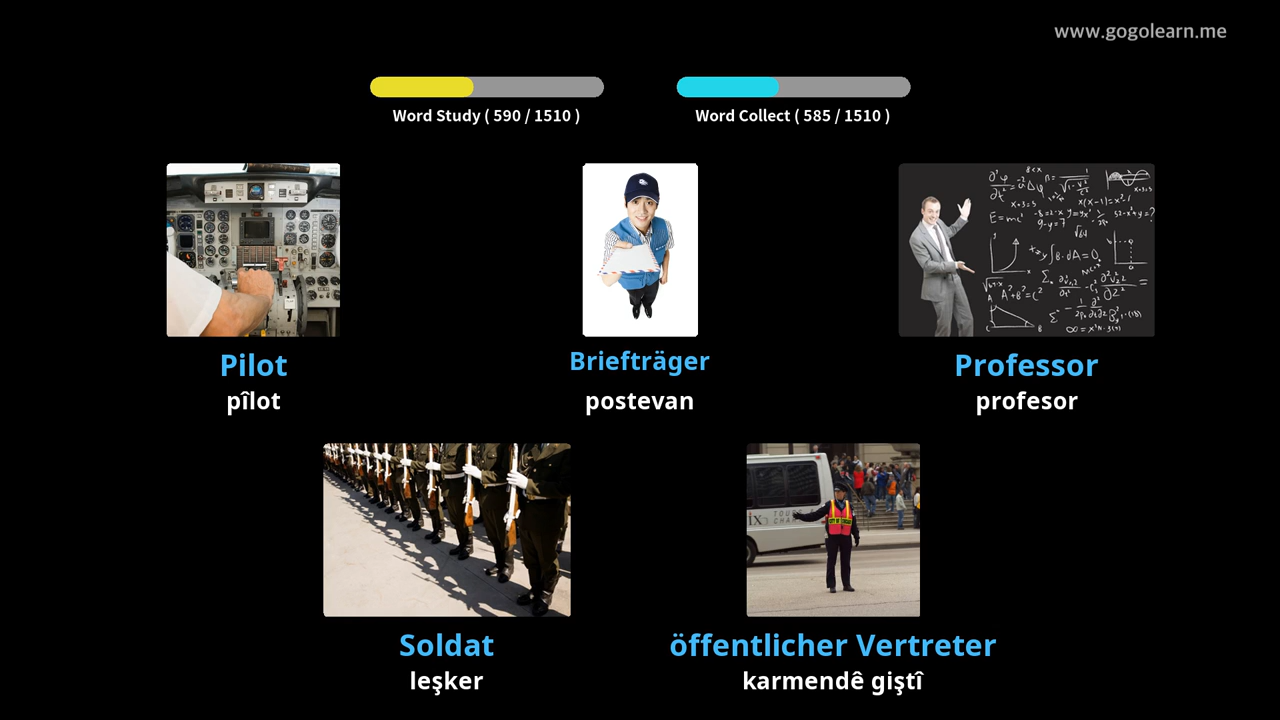 www.gogolearn.me
Word Study ( 590 / 1510 )
Word Collect ( 585 / 1510 )
Pilot
pîlot
Briefträger
postevan
Professor
profesor
Soldat
leşker
öffentlicher Vertreter
karmendê giştî